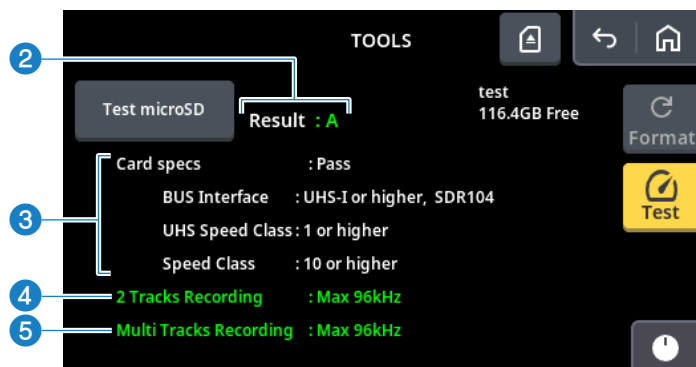 TOOLS
2
Test microSD
Result : A
test
116.4GB Free
Format
Card specs : Pass
BUS Interface : UHS-I or higher, SDR104
Test
3
UHS Speed Class : 1 or higher
Speed Class : 10 or higher
4
2 Tracks Recording : Max 96kHz
5
Multi Tracks Recording : Max 96kHz